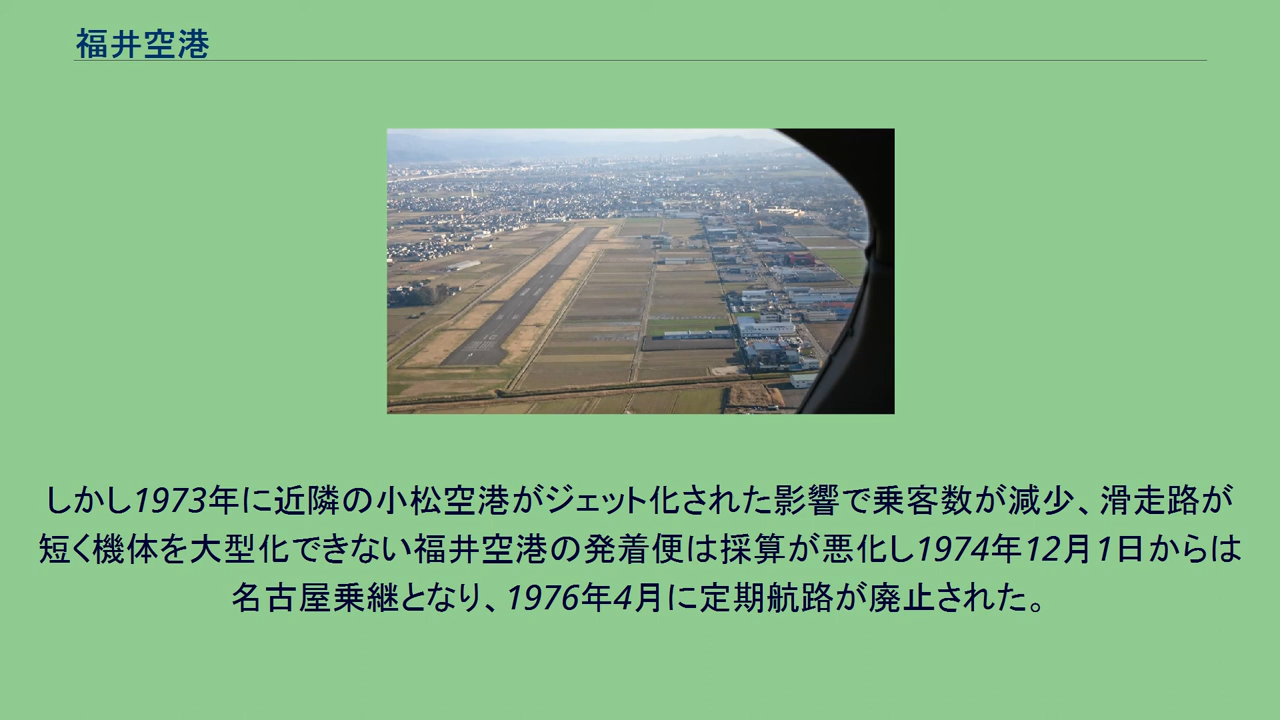 福井空港
しかし1973年に近隣の小松空港がジェット化された影響で乗客数が減少、滑走路が
短く機体を大型化できない福井空港の発着便は採算が悪化し1974年12月1日からは
名古屋乗継となり、1976年4月に定期航路が廃止された。